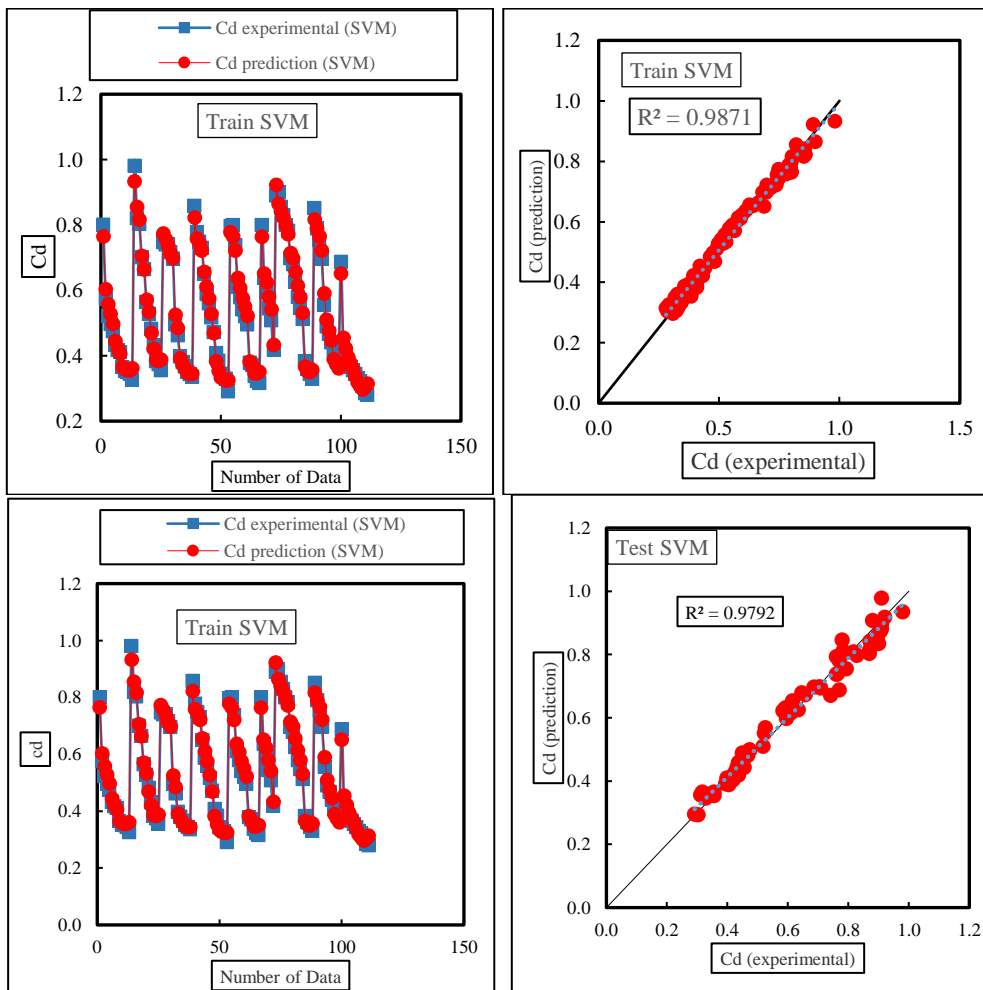 Cd experimental (SVM)
Cd prediction (SVM)
Train SVM
1.2
1.0
0.8
0.6
0.4
0.2
Cd
0
50
100
150
Number of Data
Train SVM
R² = 0.9871
1.2
1.0
0.8
0.6
0.4
0.2
0.0
Cd (prediction)
0.0
0.5
1.0
1.5
Cd (experimental)
Cd experimental (SVM)
Cd prediction (SVM)
Train SVM
1.2
1.0
0.8
0.6
0.4
0.2
0.0
cd
0
50
100
150
Number of Data
Test SVM
R² = 0.9792
1.2
1.0
0.8
0.6
0.4
0.2
0.0
Cd (prediction)
0.0
0.2
0.4
0.6
0.8
1.0
1.2
Cd (experimental)